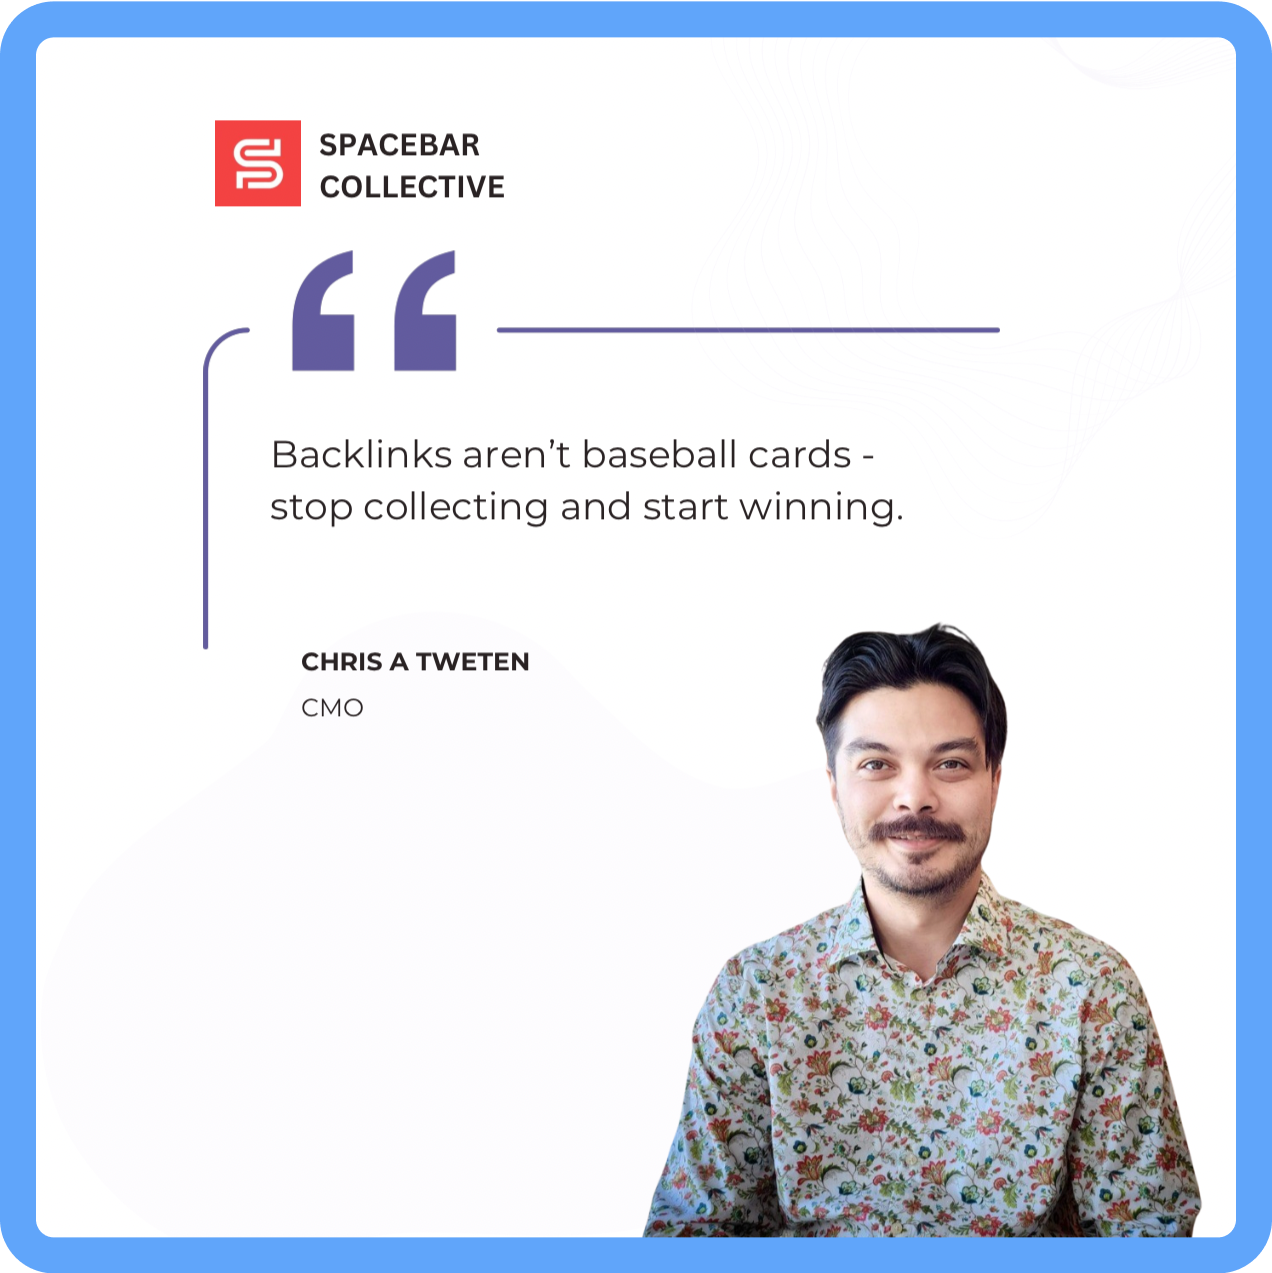 SPACEBAR
COLLECTIVE
Backlinks aren’t baseball cards -
stop collecting and start winning.
CHRIS A TWETEN
CMO